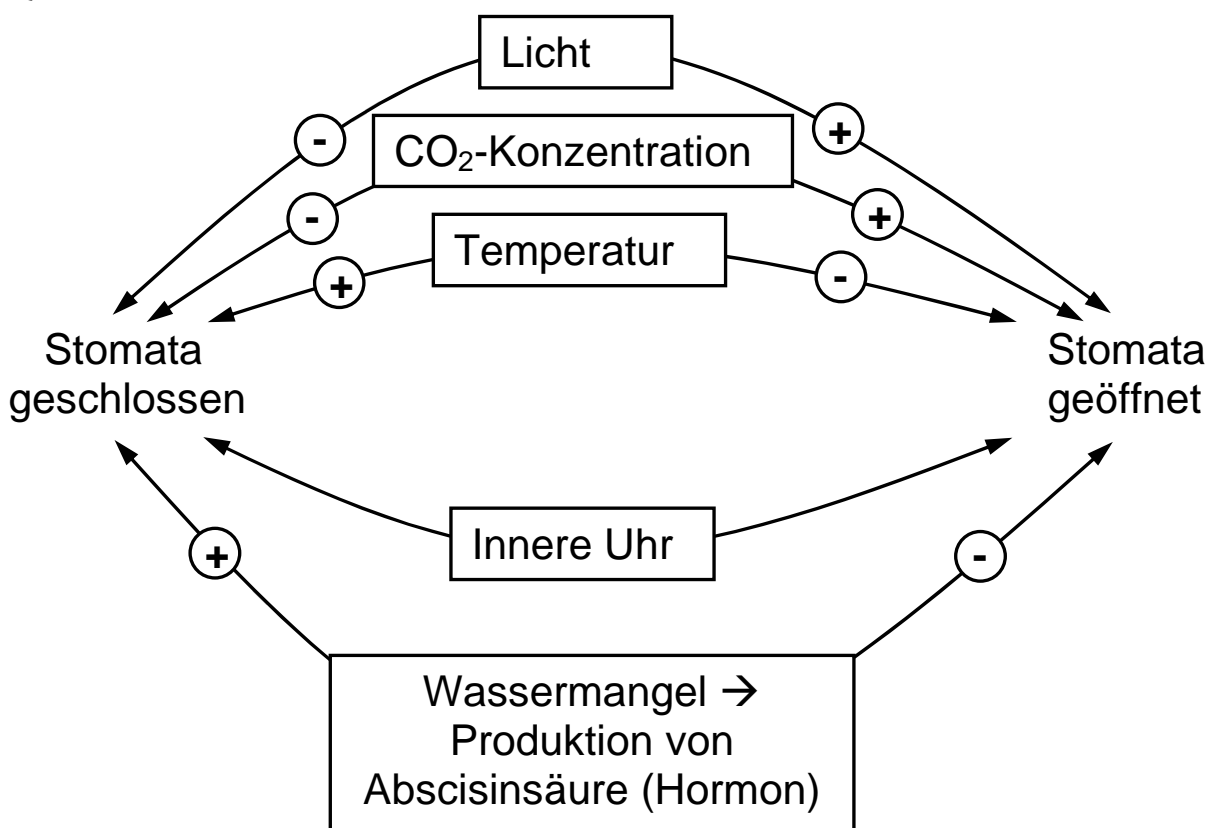 Licht
-
+
CO₂-Konzentration
-
+
Temperatur
+
-
Stomata
geschlossen
Stomata
geöffnet
Innere Uhr
+
-
Wassermangel →
Produktion von
Abscisinsäure (Hormon)